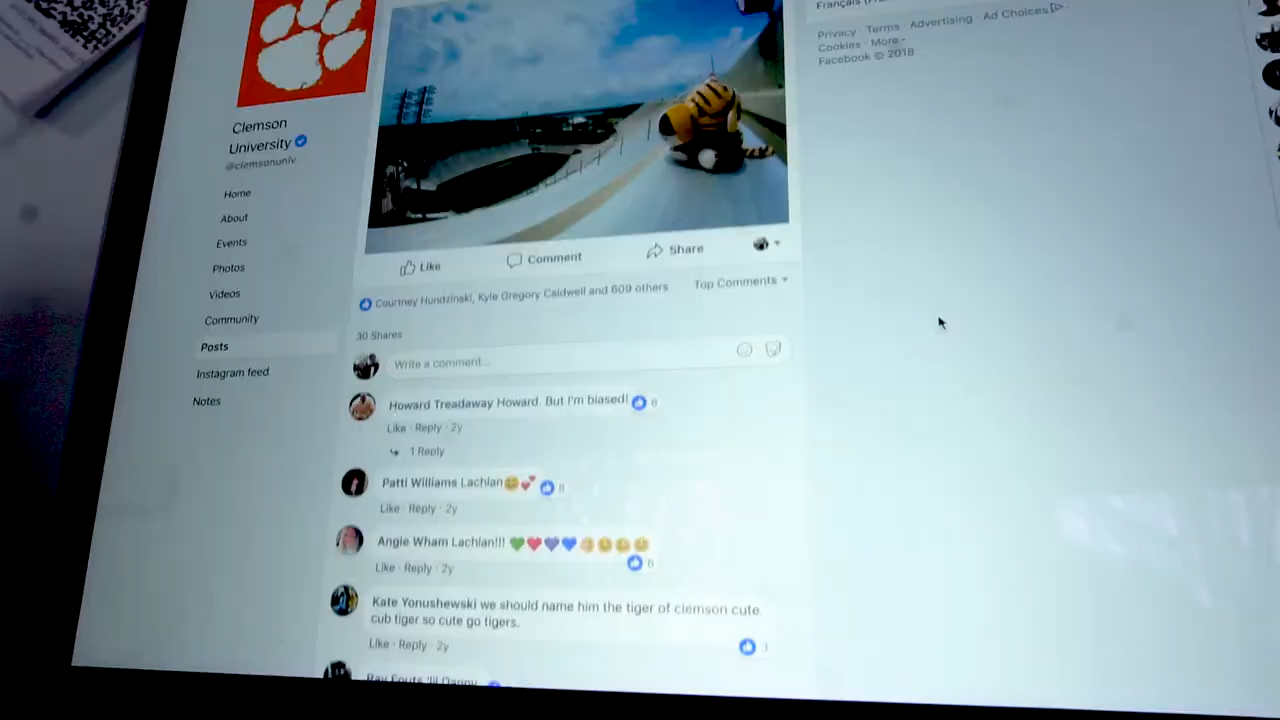 Clemson
University
@clemsonuniv
Home
About
Events
Photos
Videos
Community
Posts
Instagram feed
Notes
Like
Comment
Share
Courtney Hundzinski, Kyle Gregory Caldwell and 609 others
Top Comments
30 Shares
Write a comment...
Howard Treadaway Howard. But I'm biased! 8
Like · Reply · 2y
1 Reply
Patti Williams Lachlan 8
Like · Reply · 2y
Angie Wham Lachlan!!!
6
Like · Reply · 2y
Kate Yonushewski we should name him the tiger of clemson cute
cub tiger so cute go tigers.
Like · Reply · 2y
1
Français
Privacy · Terms · Advertising · Ad Choices
Cookies · More
Facebook © 2018